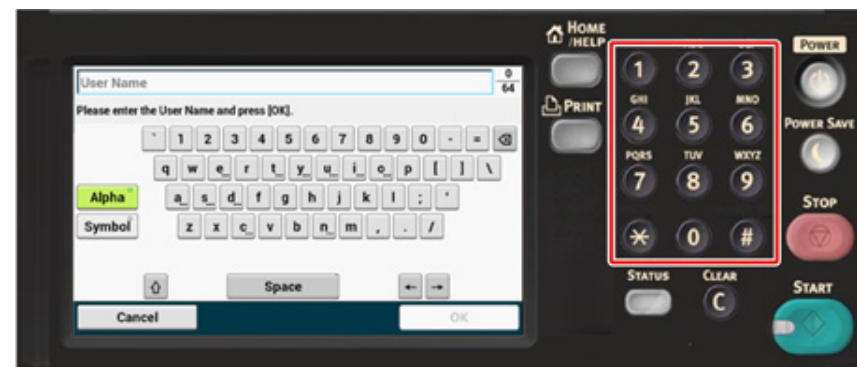 HOME
/HELP
POWER
User Name
0
64
1 2 3
Please enter the User Name and press [OK].
PRINT
GHI JKL MNO
4 5 6
POWER SAVE
` 1 2 3 4 5 6 7 8 9 0 - =
q w e r t y u i o p [ ] \
PQRS TUV WXYZ
7 8 9
Alpha a s d f g h j k l ; '
STOP
Symbol z x c v b n m , . /
* 0 #
STATUS CLEAR
START
Space ← →
C
Cancel OK